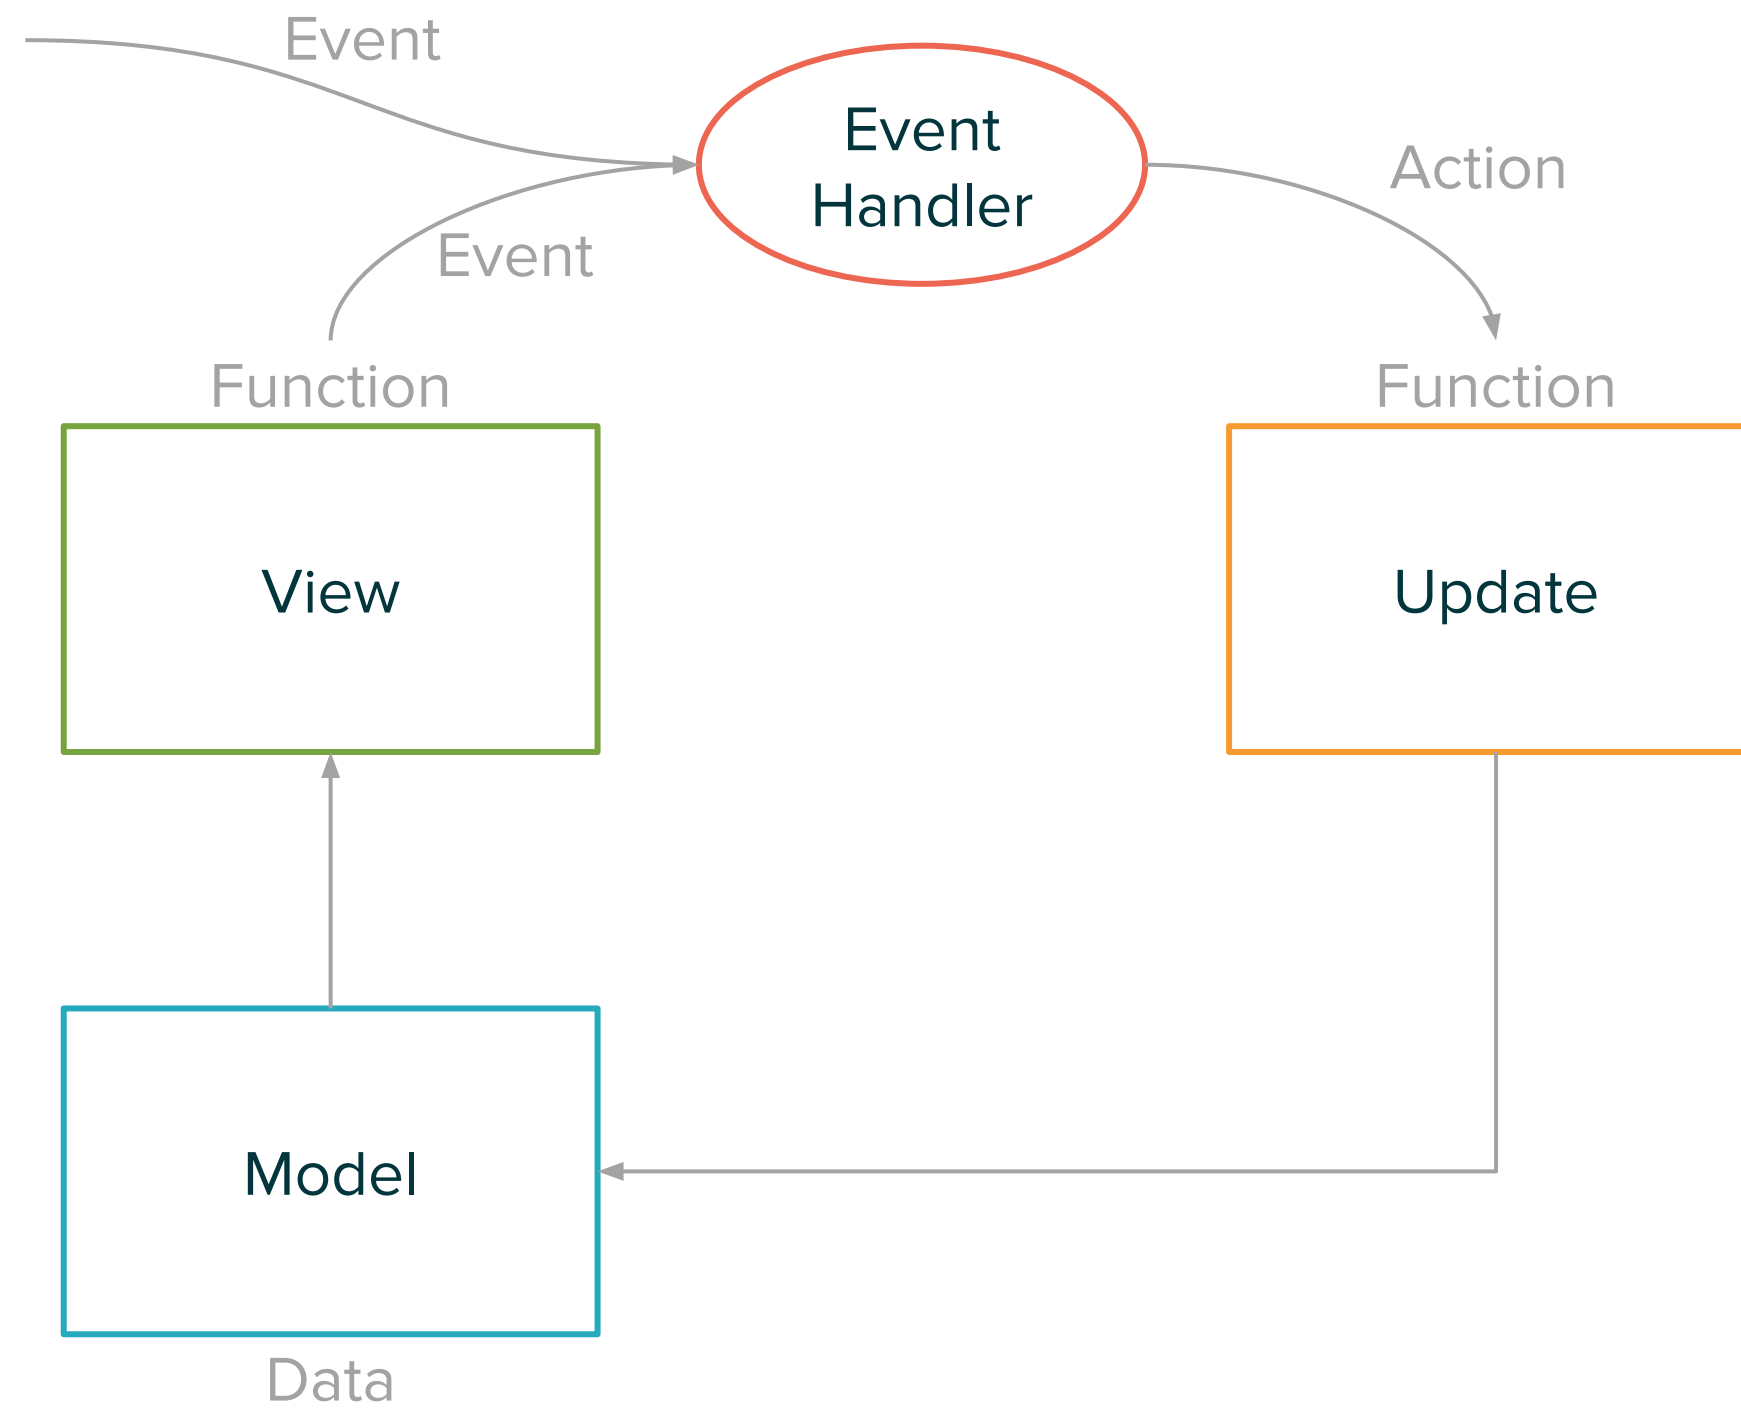 Event
Event
Handler
Action
Event
Function
Function
View
Update
Model
Data